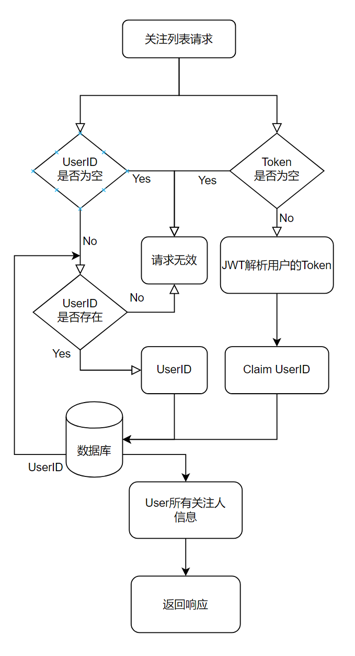 关注列表请求
UserID
是否为空
Token
是否为空
Yes
Yes
No
No
请求无效
JWT解析用户的Token
UserID
是否存在
No
Yes
UserID
Claim UserID
数据库
UserID
User所有关注人
信息
返回响应